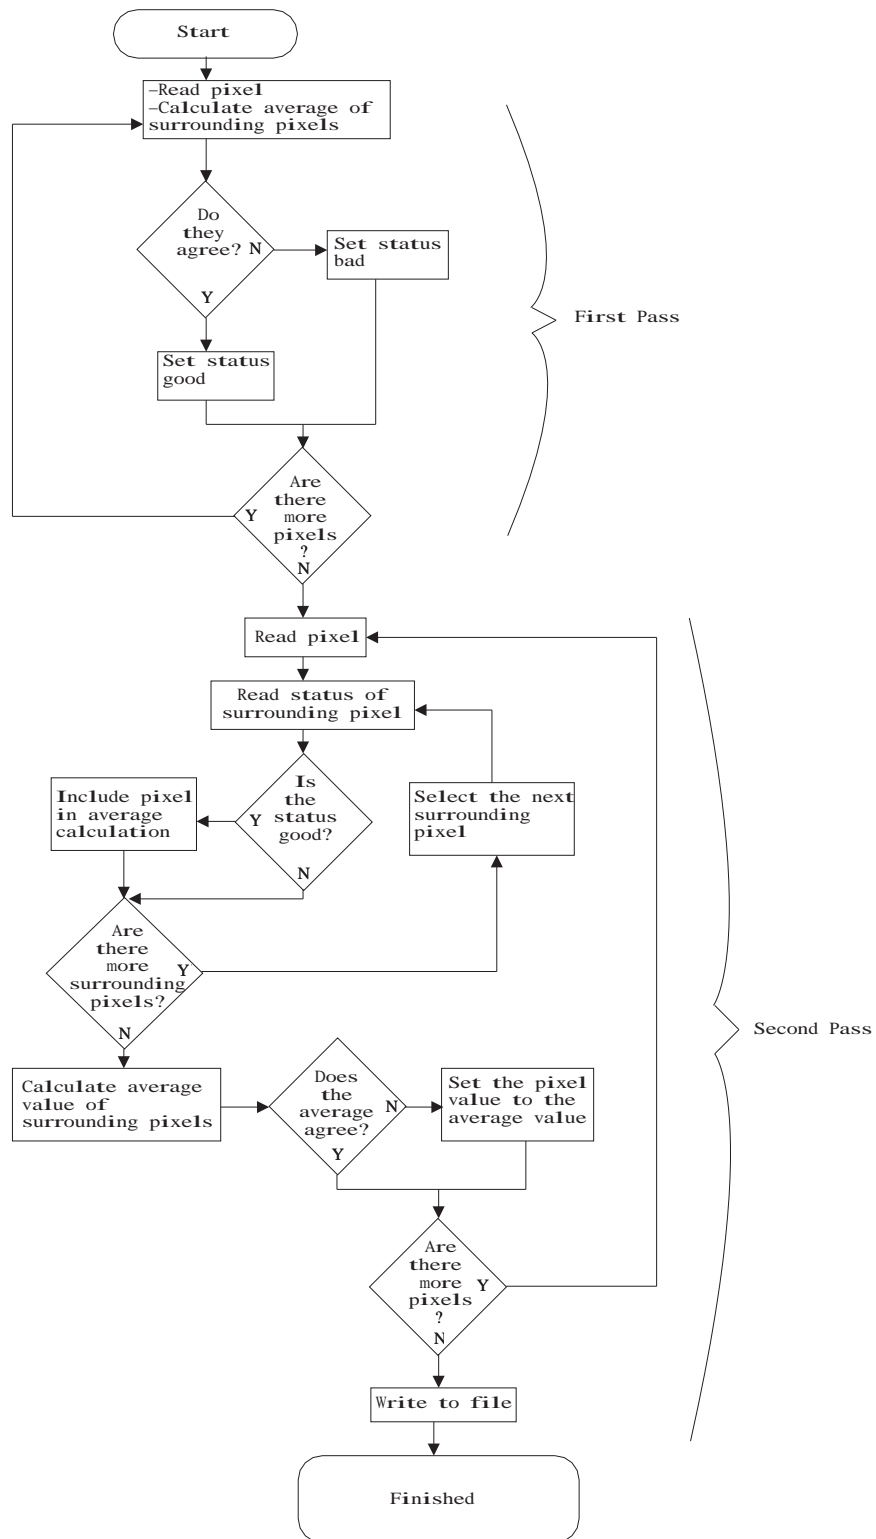 Start
–Read pixel
–Calculate average of
surrounding pixels
Do
they
agree?
N
Y
Set status
bad
Set status
good
First Pass
Are
there
more
pixels
?
Y
N
Read pixel
Read status of
surrounding pixel
Is
the
status
good?
Y
N
Include pixel
in average
calculation
Select the next
surrounding
pixel
Are
there
more
surrounding
pixels?
Y
N
Second Pass
Calculate average
value of
surrounding pixels
Does
the
average
agree?
N
Y
Set the pixel
value to the
average value
Are
there
more
pixels
?
Y
N
Write to file
Finished